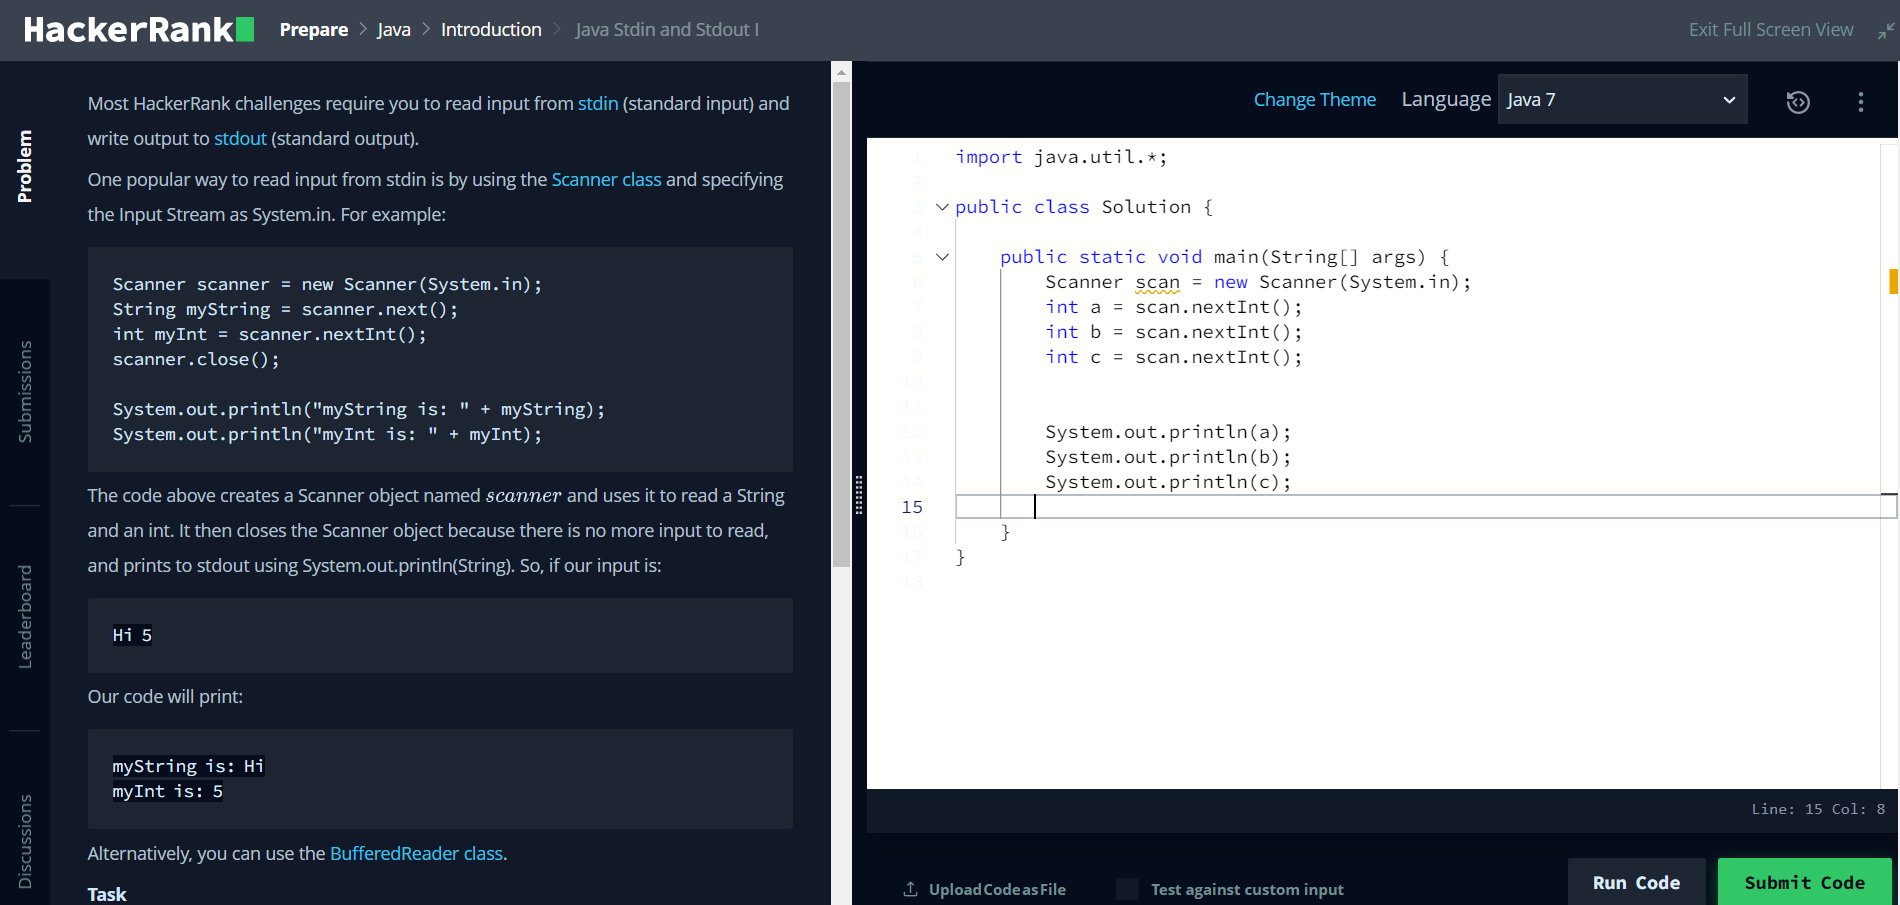 HackerRank Prepare > Java > Introduction > Java Stdin and Stdout I Exit Full Screen View
Problem
Submissions
Leaderboard
Discussions
Most HackerRank challenges require you to read input from stdin (standard input) and
write output to stdout (standard output).
One popular way to read input from stdin is by using the Scanner class and specifying
the Input Stream as System.in. For example:
Scanner scanner = new Scanner(System.in);
String myString = scanner.next();
int myInt = scanner.nextInt();
scanner.close();
System.out.println("myString is: " + myString);
System.out.println("myInt is: " + myInt);
The code above creates a Scanner object named scanner and uses it to read a String
and an int. It then closes the Scanner object because there is no more input to read,
and prints to stdout using System.out.println(String). So, if our input is:
Hi 5
Our code will print:
myString is: Hi
myInt is: 5
Alternatively, you can use the BufferedReader class.
Task
Change Theme Language Java 7
1 import java.util.*;
2
3 public class Solution {
4
5 public static void main(String[] args) {
6 Scanner scan = new Scanner(System.in);
7 int a = scan.nextInt();
8 int b = scan.nextInt();
9 int c = scan.nextInt();
10
11
12 System.out.println(a);
13 System.out.println(b);
14 System.out.println(c);
15
16 }
17 }
18
Line: 15 Col: 8
Upload Code as File Test against custom input Run Code Submit Code